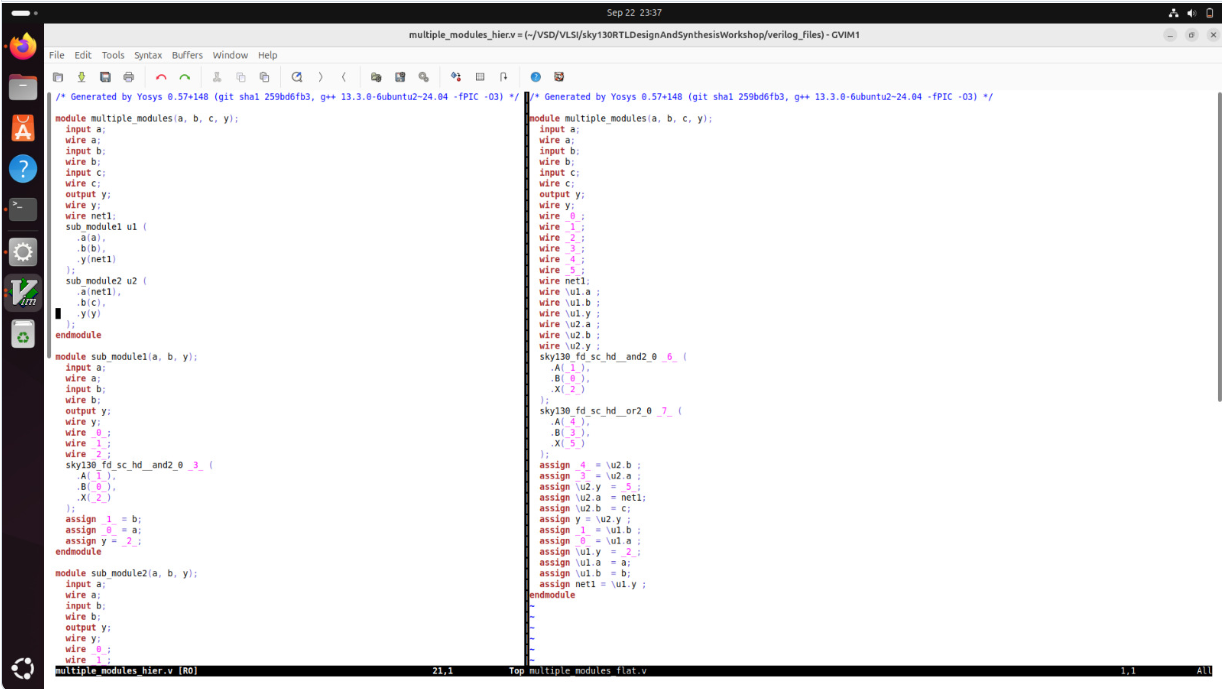 Sep 22 23:37
multiple_modules_hier.v = (~/VSD/VLSI/sky130RTLDesignAndSynthesisWorkshop/verilog_files) - GVIM1
File Edit Tools Syntax Buffers Window Help
/* Generated by Yosys 0.57+148 (git sha1 259bd6fb3, g++ 13.3.0-6ubuntu2~24.04 -fPIC -O3) */
module multiple_modules(a, b, c, y);
  input a;
  wire a;
  input b;
  wire b;
  input c;
  wire c;
  output y;
  wire y;
  wire net1;
  sub_module1 u1 (
    .a(a),
    .b(b),
    .y(net1)
  );
  sub_module2 u2 (
    .a(net1),
    .b(c),
    .y(y)
  );
endmodule
module sub_module1(a, b, y);
  input a;
  wire a;
  input b;
  wire b;
  output y;
  wire y;
  wire _0_;
  wire _1_;
  wire _2_;
  sky130_fd_sc_hd__and2_0 _3_ (
    .A(_1_),
    .B(_0_),
    .X(_2_)
  );
  assign _1_ = b;
  assign _0_ = a;
  assign y = _2_;
endmodule
module sub_module2(a, b, y);
  input a;
  wire a;
  input b;
  wire b;
  output y;
  wire y;
  wire _0_;
  wire _1_;
multiple_modules_hier.v [RO] 21,1 Top
/* Generated by Yosys 0.57+148 (git sha1 259bd6fb3, g++ 13.3.0-6ubuntu2~24.04 -fPIC -O3) */
module multiple_modules(a, b, c, y);
  input a;
  wire a;
  input b;
  wire b;
  input c;
  wire c;
  output y;
  wire y;
  wire _0_;
  wire _1_;
  wire _2_;
  wire _3_;
  wire _4_;
  wire _5_;
  wire net1;
  wire \u1.a ;
  wire \u1.b ;
  wire \u1.y ;
  wire \u2.a ;
  wire \u2.b ;
  wire \u2.y ;
  sky130_fd_sc_hd__and2_0 _6_ (
    .A(_1_),
    .B(_0_),
    .X(_2_)
  );
  sky130_fd_sc_hd__or2_0 _7_ (
    .A(_4_),
    .B(_3_),
    .X(_5_)
  );
  assign _4_ = \u2.b ;
  assign _3_ = \u2.a ;
  assign \u2.y = _5_;
  assign \u2.a = net1;
  assign \u2.b = c;
  assign y = \u2.y ;
  assign _1_ = \u1.b ;
  assign _0_ = \u1.a ;
  assign \u1.y = _2_;
  assign \u1.a = a;
  assign \u1.b = b;
  assign net1 = \u1.y ;
endmodule
~
~
~
~
~
~
multiple_modules_flat.v 1,1 All